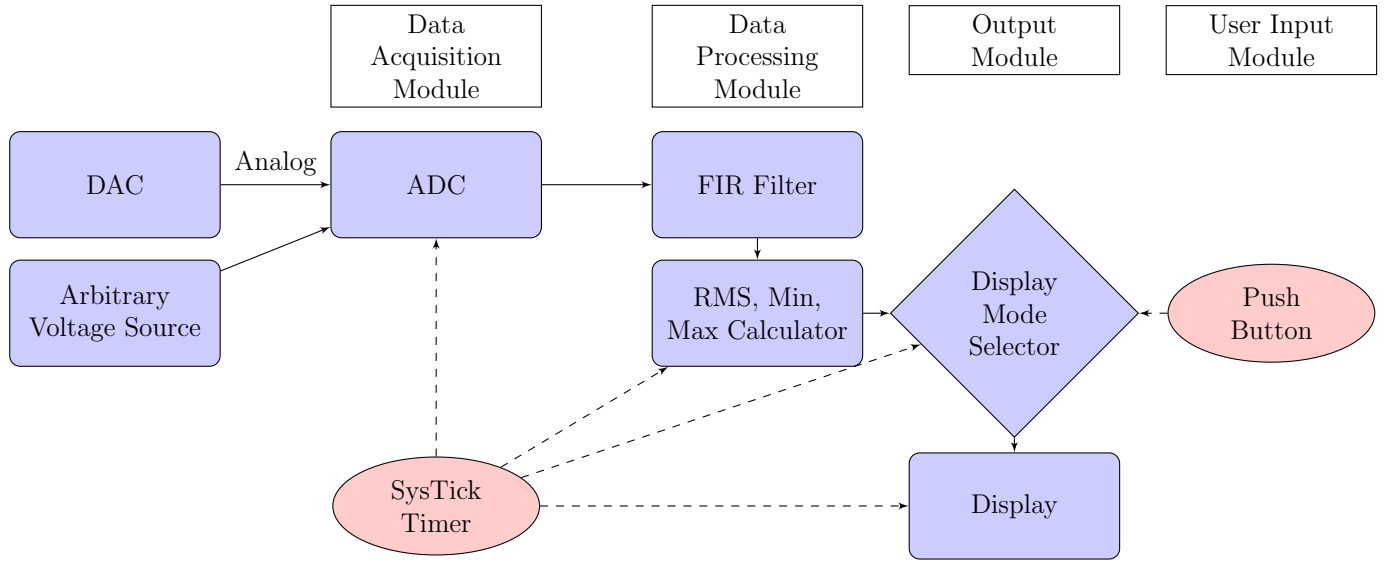 Data
Acquisition
Module
Data
Processing
Module
Output
Module
User Input
Module
DAC
Analog
ADC
FIR Filter
Arbitrary
Voltage Source
RMS, Min,
Max Calculator
Display
Mode
Selector
Push
Button
SysTick
Timer
Display